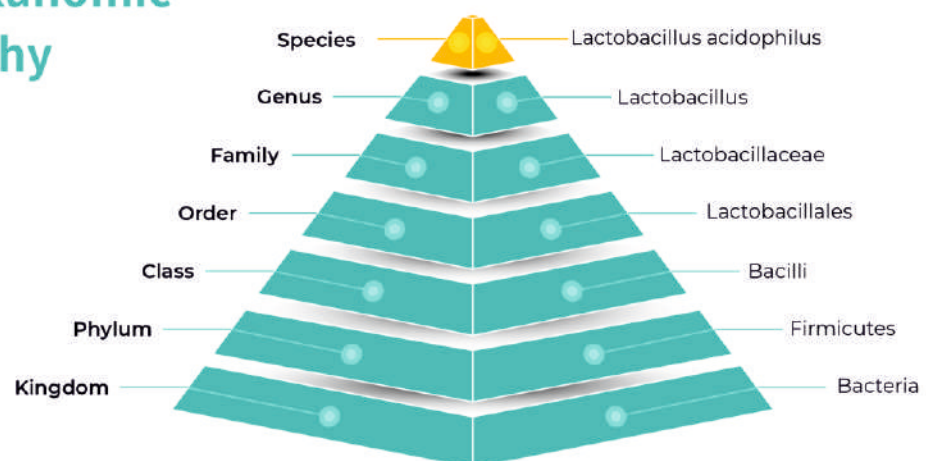 hy
Species
Lactobacillus acidophilus
Genus
Lactobacillus
Family
Lactobacillaceae
Order
Lactobacillales
Class
Bacilli
Phylum
Firmicutes
Kingdom
Bacteria